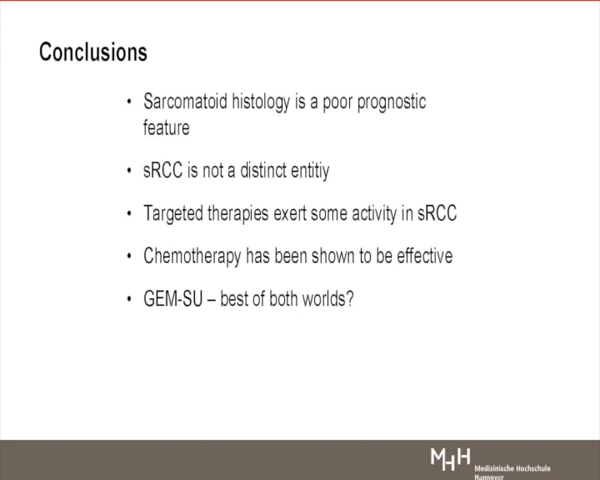 Conclusions
• Sarcomatoid histology is a poor prognostic
feature
• sRCC is not a distinct entitiy
• Targeted therapies exert some activity in sRCC
• Chemotherapy has been shown to be effective
• GEM-SU – best of both worlds?
MHH
Medizinische Hochschule
Hannover